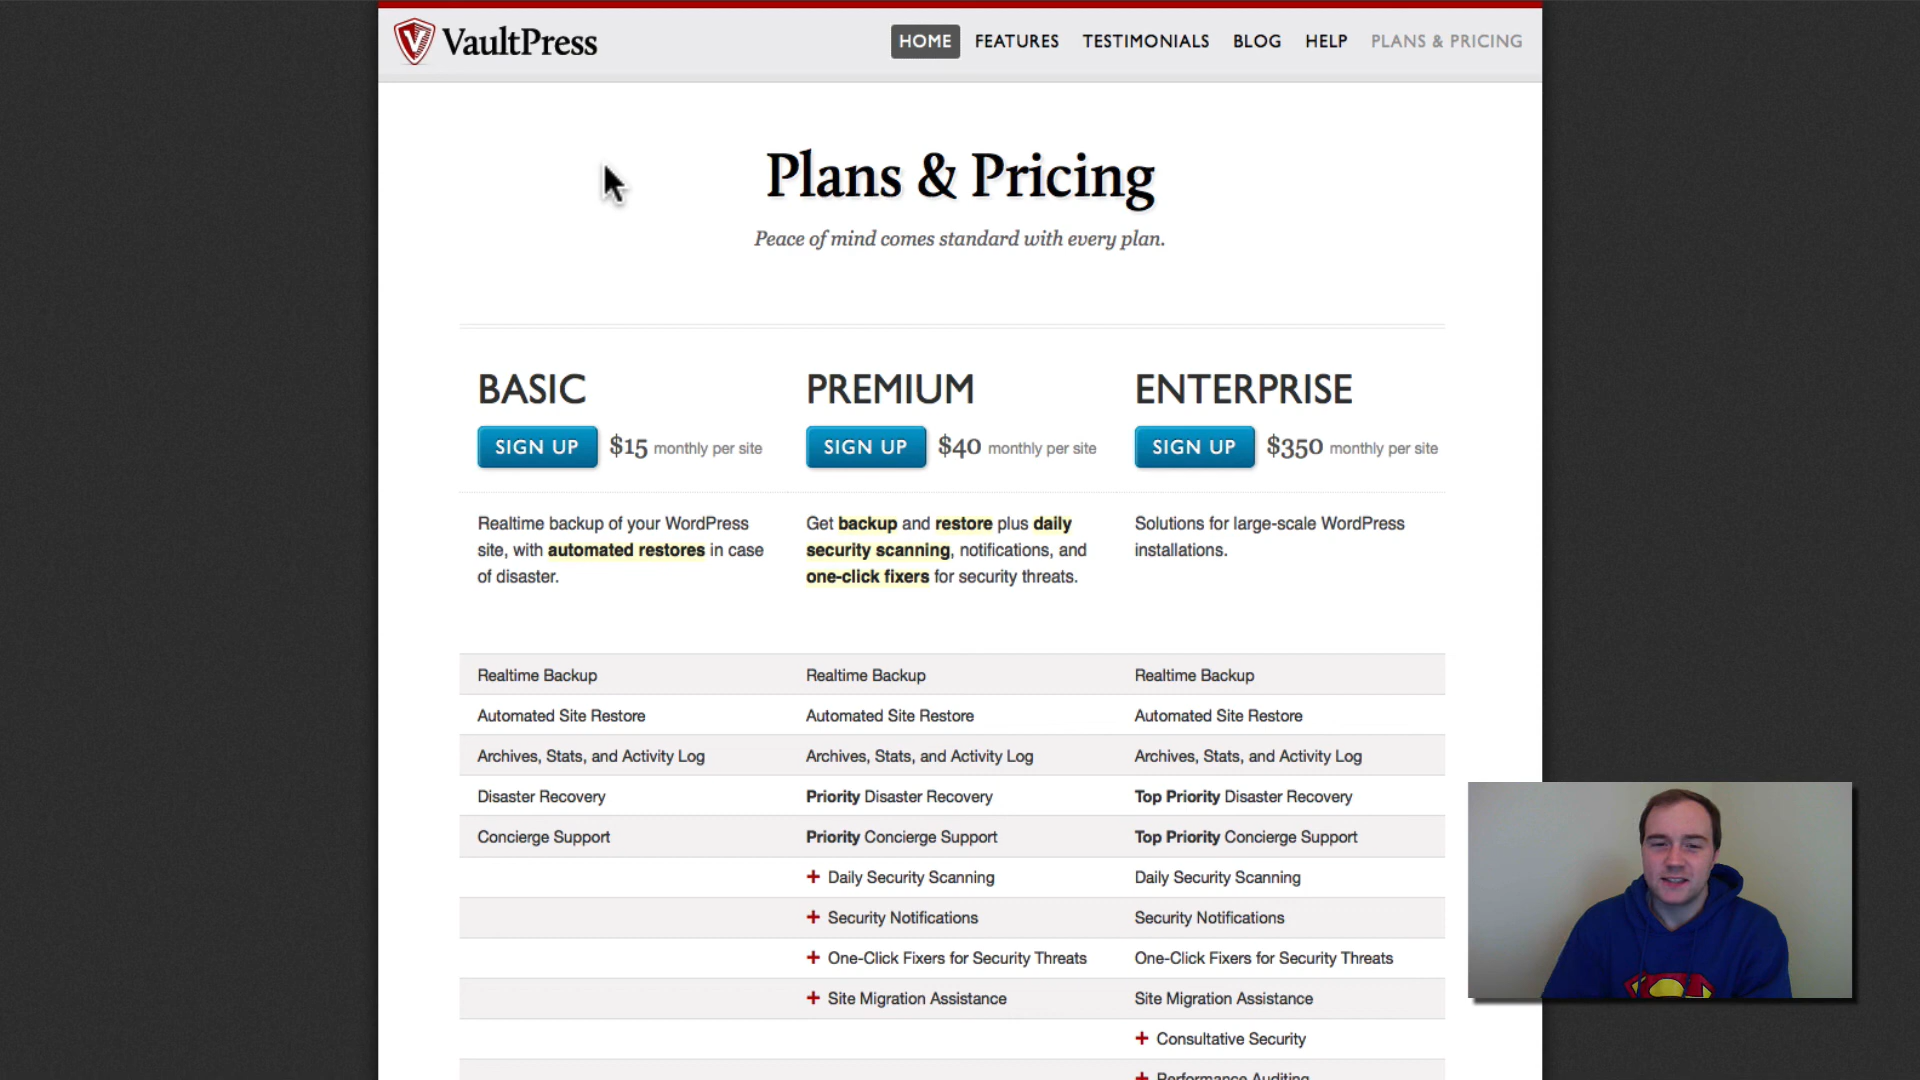 VaultPress
HOME FEATURES TESTIMONIALS BLOG HELP PLANS & PRICING
Plans & Pricing
Peace of mind comes standard with every plan.
BASIC
SIGN UP $15 monthly per site
Realtime backup of your WordPress
site, with automated restores in case
of disaster.
PREMIUM
SIGN UP $40 monthly per site
Get backup and restore plus daily
security scanning, notifications, and
one-click fixers for security threats.
ENTERPRISE
SIGN UP $350 monthly per site
Solutions for large-scale WordPress
installations.
Realtime Backup Realtime Backup Realtime Backup
Automated Site Restore Automated Site Restore Automated Site Restore
Archives, Stats, and Activity Log Archives, Stats, and Activity Log Archives, Stats, and Activity Log
Disaster Recovery Priority Disaster Recovery Top Priority Disaster Recovery
Concierge Support Priority Concierge Support Top Priority Concierge Support
+ Daily Security Scanning Daily Security Scanning
+ Security Notifications Security Notifications
+ One-Click Fixers for Security Threats One-Click Fixers for Security Threats
+ Site Migration Assistance Site Migration Assistance
+ Consultative Security
+ Performance Auditing